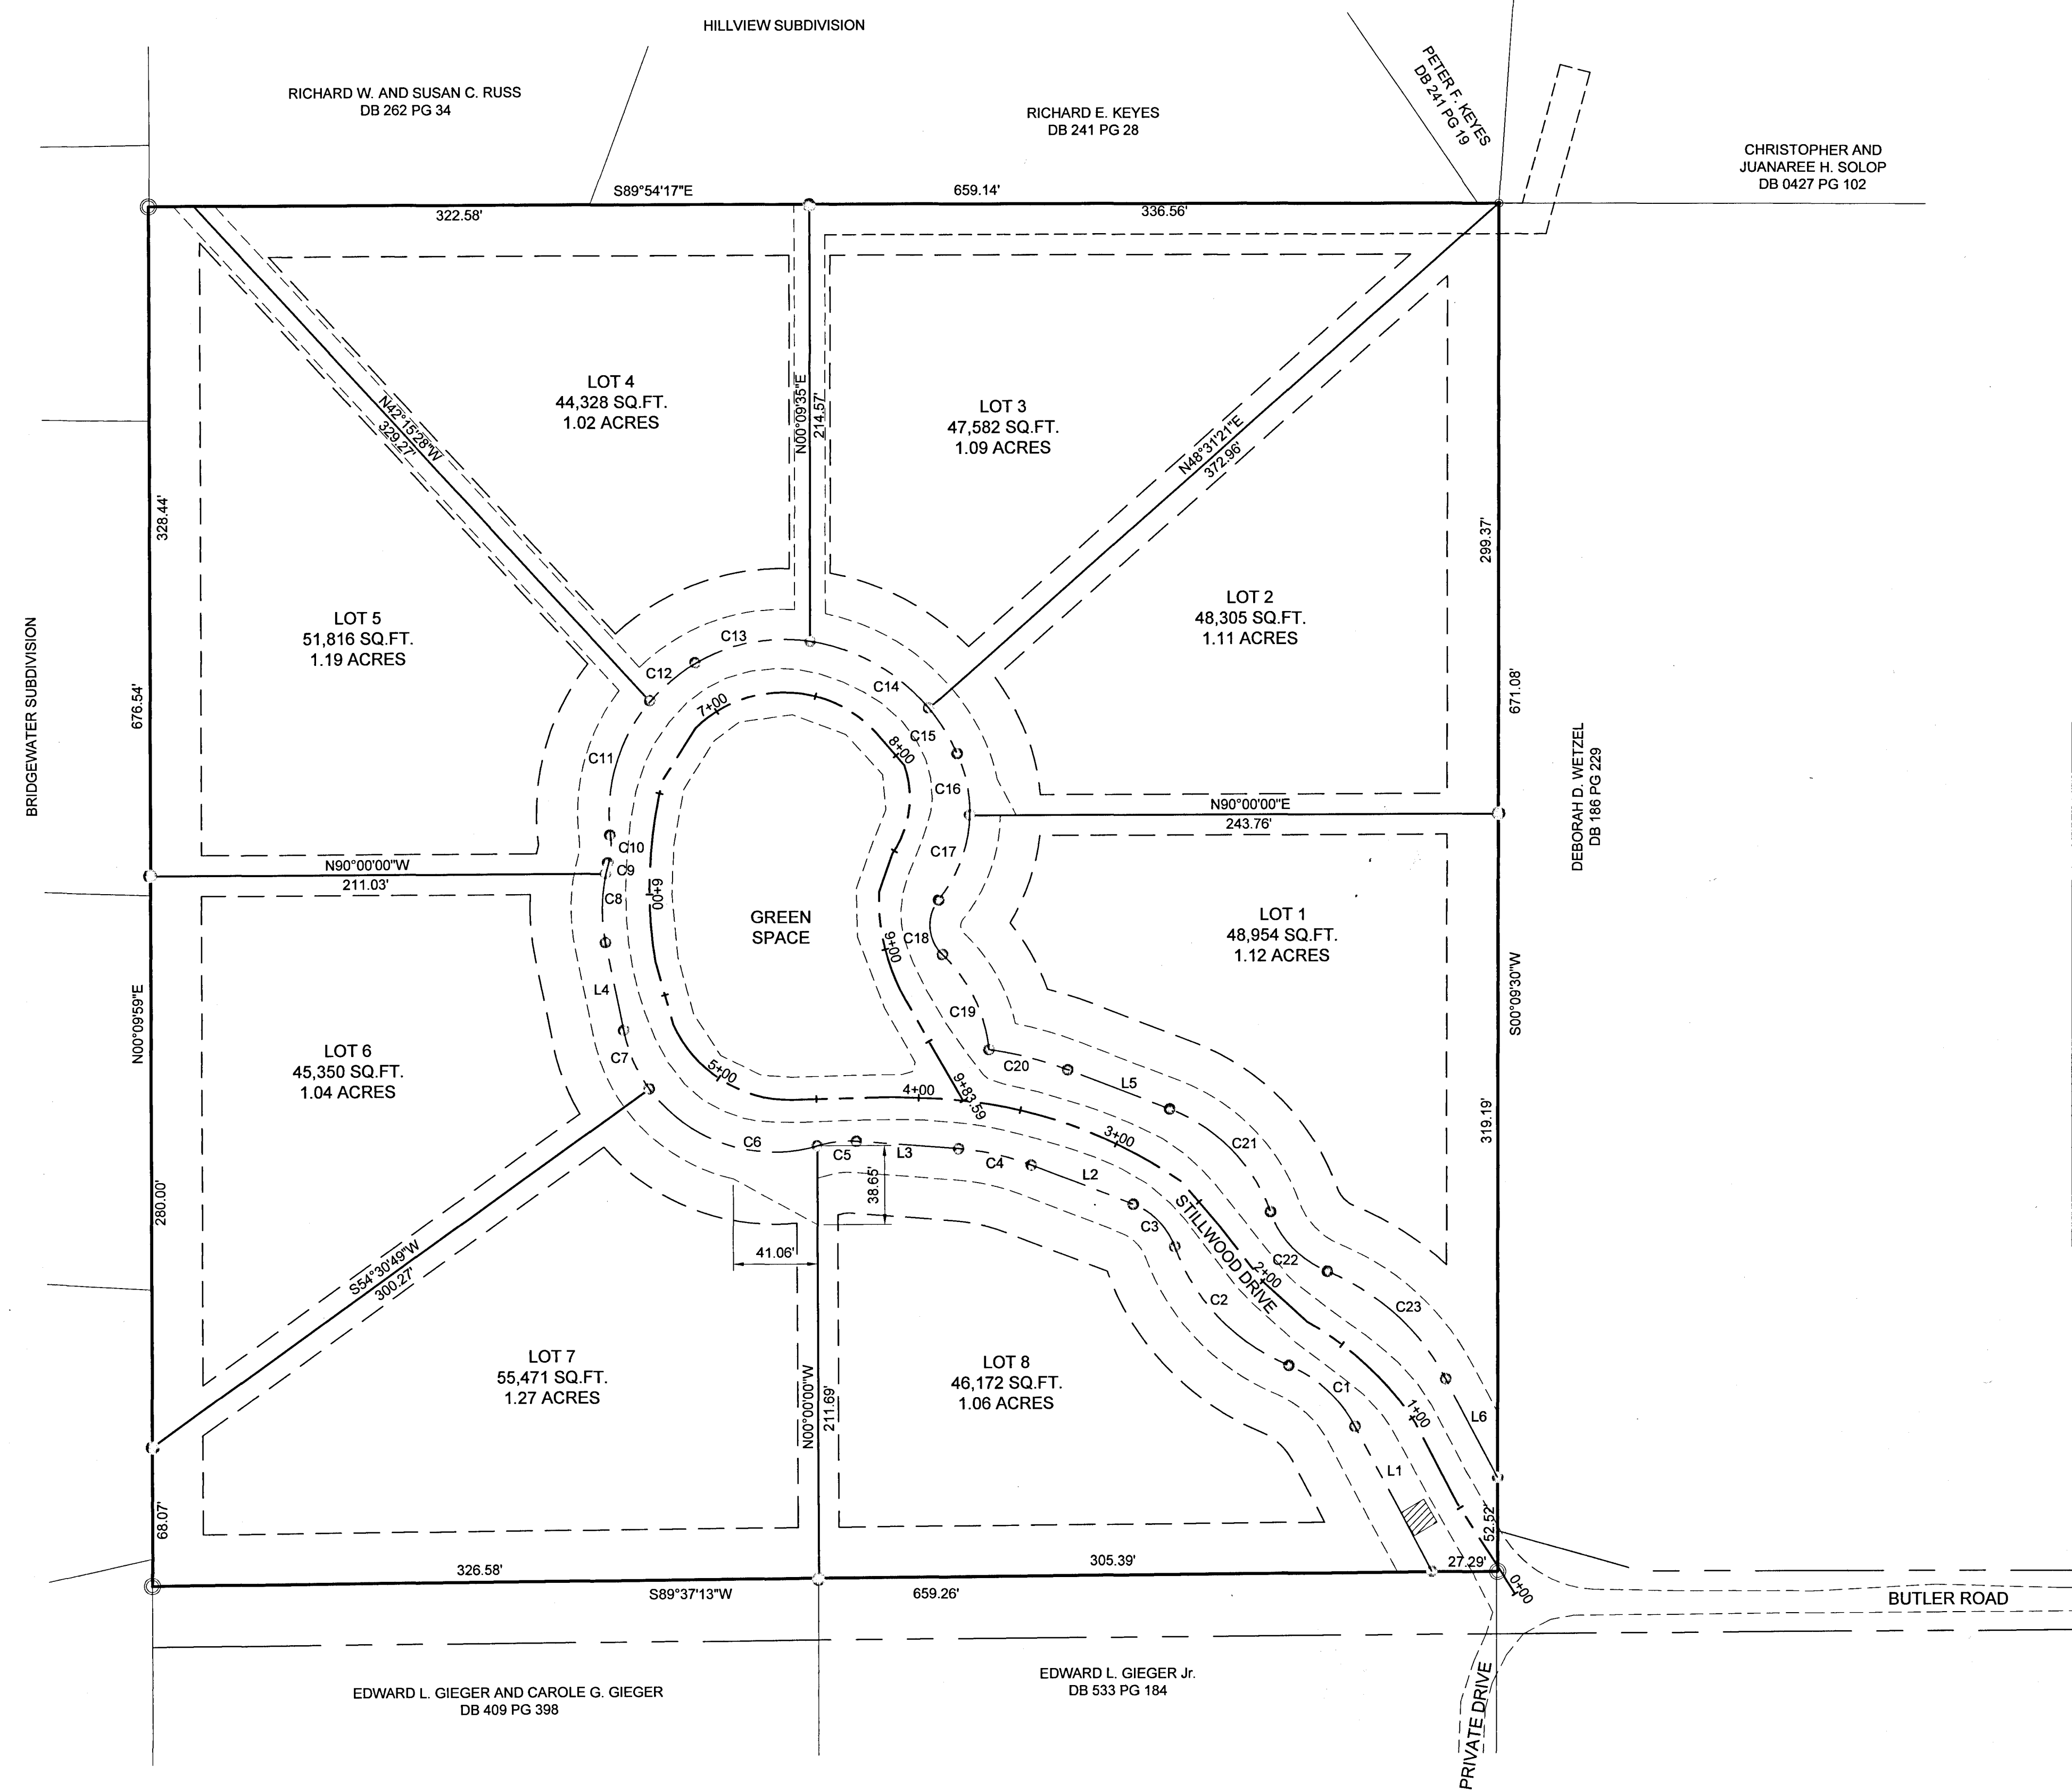 HILLVIEW SUBDIVISION
RICHARD W. AND SUSAN C. RUSS
DB 262 PG 34
RICHARD E. KEYES
DB 241 PG 28
PETER F. KEYES
DB 241 PG 19
CHRISTOPHER AND
JUANAREE H. SOLOP
DB 0427 PG 102
S89°54'17"E
659.14'
322.58'
336.56'
LOT 4
44,328 SQ.FT.
1.02 ACRES
N00°09'35"E
214.57'
LOT 3
47,582 SQ.FT.
1.09 ACRES
N42°15'28"W
329.27'
N48°31'21"E
372.96'
328.44'
299.37'
LOT 5
51,816 SQ.FT.
1.19 ACRES
LOT 2
48,305 SQ.FT.
1.11 ACRES
BRIDGEWATER SUBDIVISION
676.54'
671.08'
DEBORAH D. WETZEL
DB 186 PG 229
C13
C12
C14
7+00
C15
8+00
C11
C16
N90°00'00"E
243.76'
C10
C17
N90°00'00"W
211.03'
C9
C8
6+00
GREEN
SPACE
C18
9+00
LOT 1
48,954 SQ.FT.
1.12 ACRES
L4
C19
N00°09'59"E
S00°09'30"W
LOT 6
45,350 SQ.FT.
1.04 ACRES
C7
5+00
C20
L5
4+00
9+83.59
319.19'
C6
C5
L3
C4
3+00
C21
L2
38.65'
280.00'
C3
STILLWOOD DRIVE
41.06'
S54°30'49"W
300.27'
C22
2+00
C2
C23
LOT 7
55,471 SQ.FT.
1.27 ACRES
N00°00'00"W
211.69'
LOT 8
46,172 SQ.FT.
1.06 ACRES
C1
1+00
L6
L1
68.07'
52.52'
326.58'
305.39'
27.29'
S89°37'13"W
659.26'
0+00
BUTLER ROAD
EDWARD L. GIEGER AND CAROLE G. GIEGER
DB 409 PG 398
EDWARD L. GIEGER Jr.
DB 533 PG 184
PRIVATE DRIVE